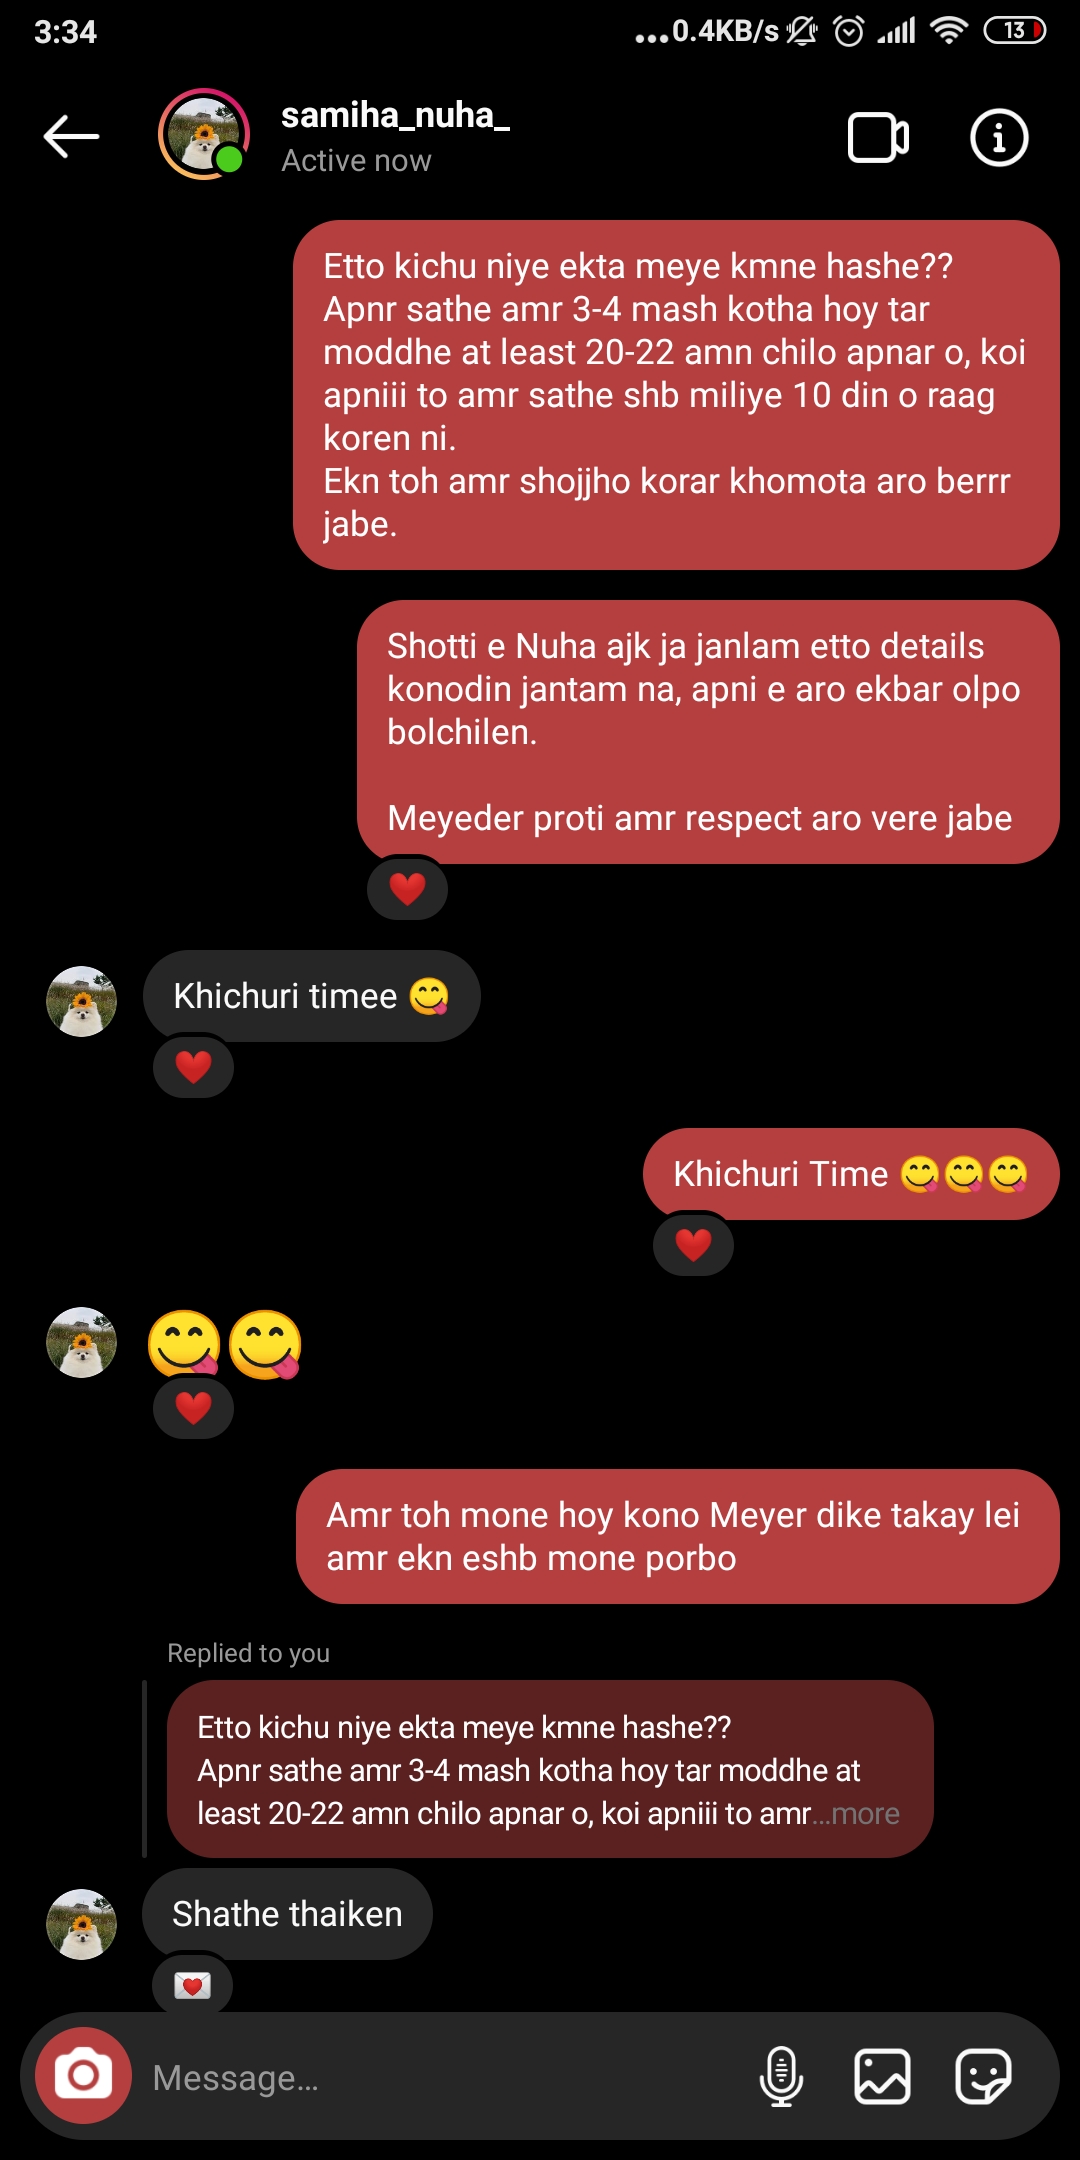 3:34
...0.4KB/s
13
samiha_nuha_
Active now
Etto kichu niye ekta meye kmne hashe??
Apnr sathe amr 3-4 mash kotha hoy tar
moddhe at least 20-22 amn chilo apnar o, koi
apniii to amr sathe shb miliye 10 din o raag
koren ni.
Ekn toh amr shojjho korar khomota aro berrr
jabe.
Shotti e Nuha ajk ja janlam etto details
konodin jantam na, apni e aro ekbar olpo
bolchilen.
Meyeder proti amr respect aro vere jabe
❤️
Khichuri timee 😋
❤️
Khichuri Time 😋😋😋
❤️
😋😋
❤️
Amr toh mone hoy kono Meyer dike takay lei
amr ekn eshb mone porbo
Replied to you
Etto kichu niye ekta meye kmne hashe??
Apnr sathe amr 3-4 mash kotha hoy tar moddhe at
least 20-22 amn chilo apnar o, koi apniii to amr...more
Shathe thaiken
💌
Message...